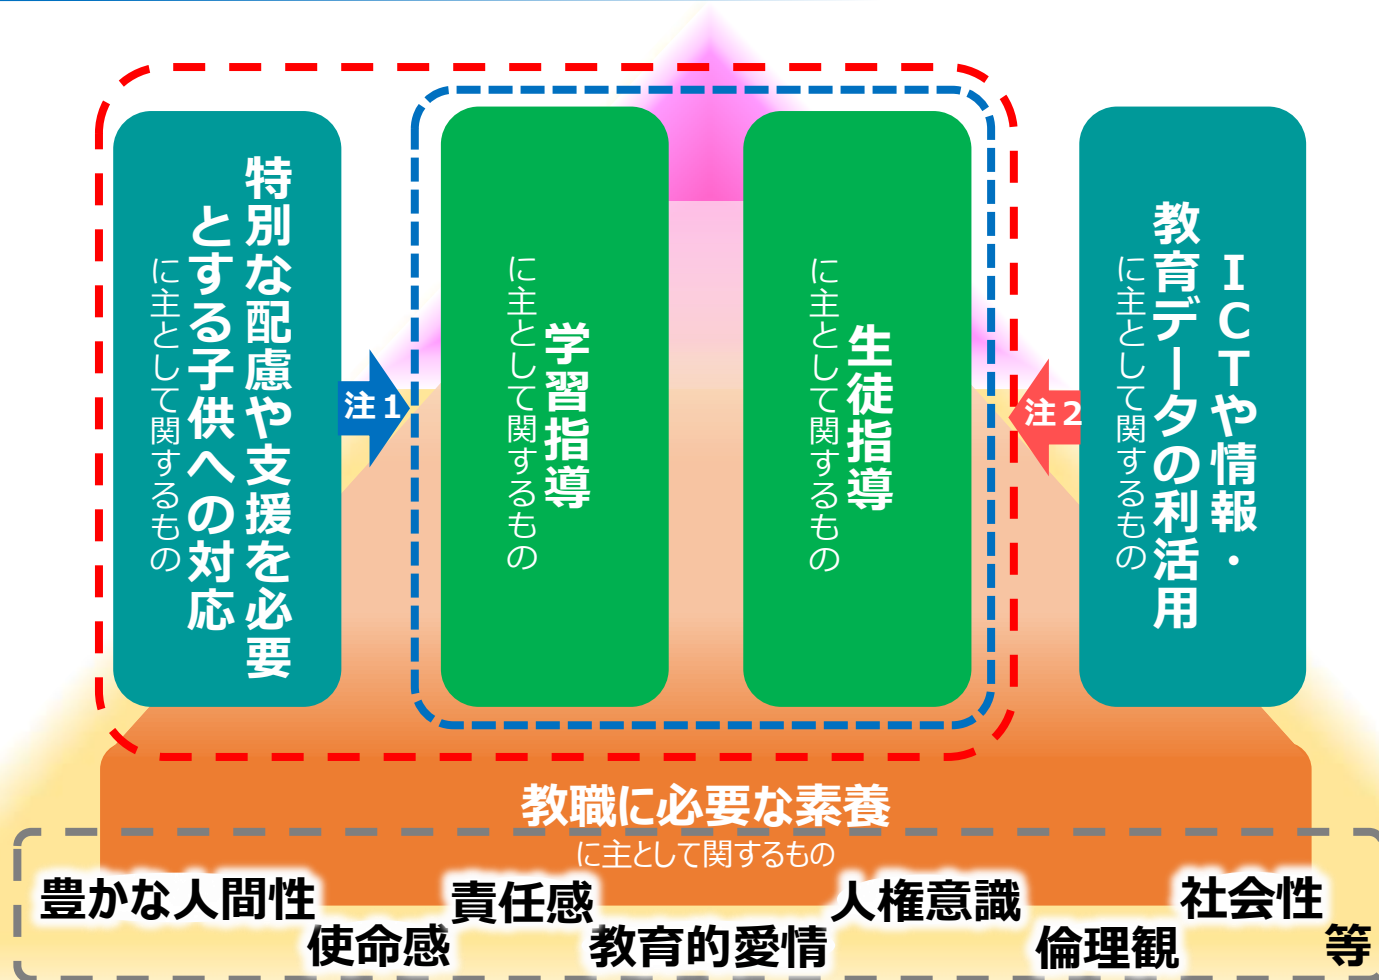 特別な配慮や支援を必要
とする子供への対応
に主として関するもの
注１
学習指導
に主として関するもの
生徒指導
に主として関するもの
注２
ＩＣＴや情報・
教育データの利活用
に主として関するもの
教職に必要な素養
に主として関するもの
豊かな人間性
使命感
責任感
教育的愛情
人権意識
倫理観
社会性
等